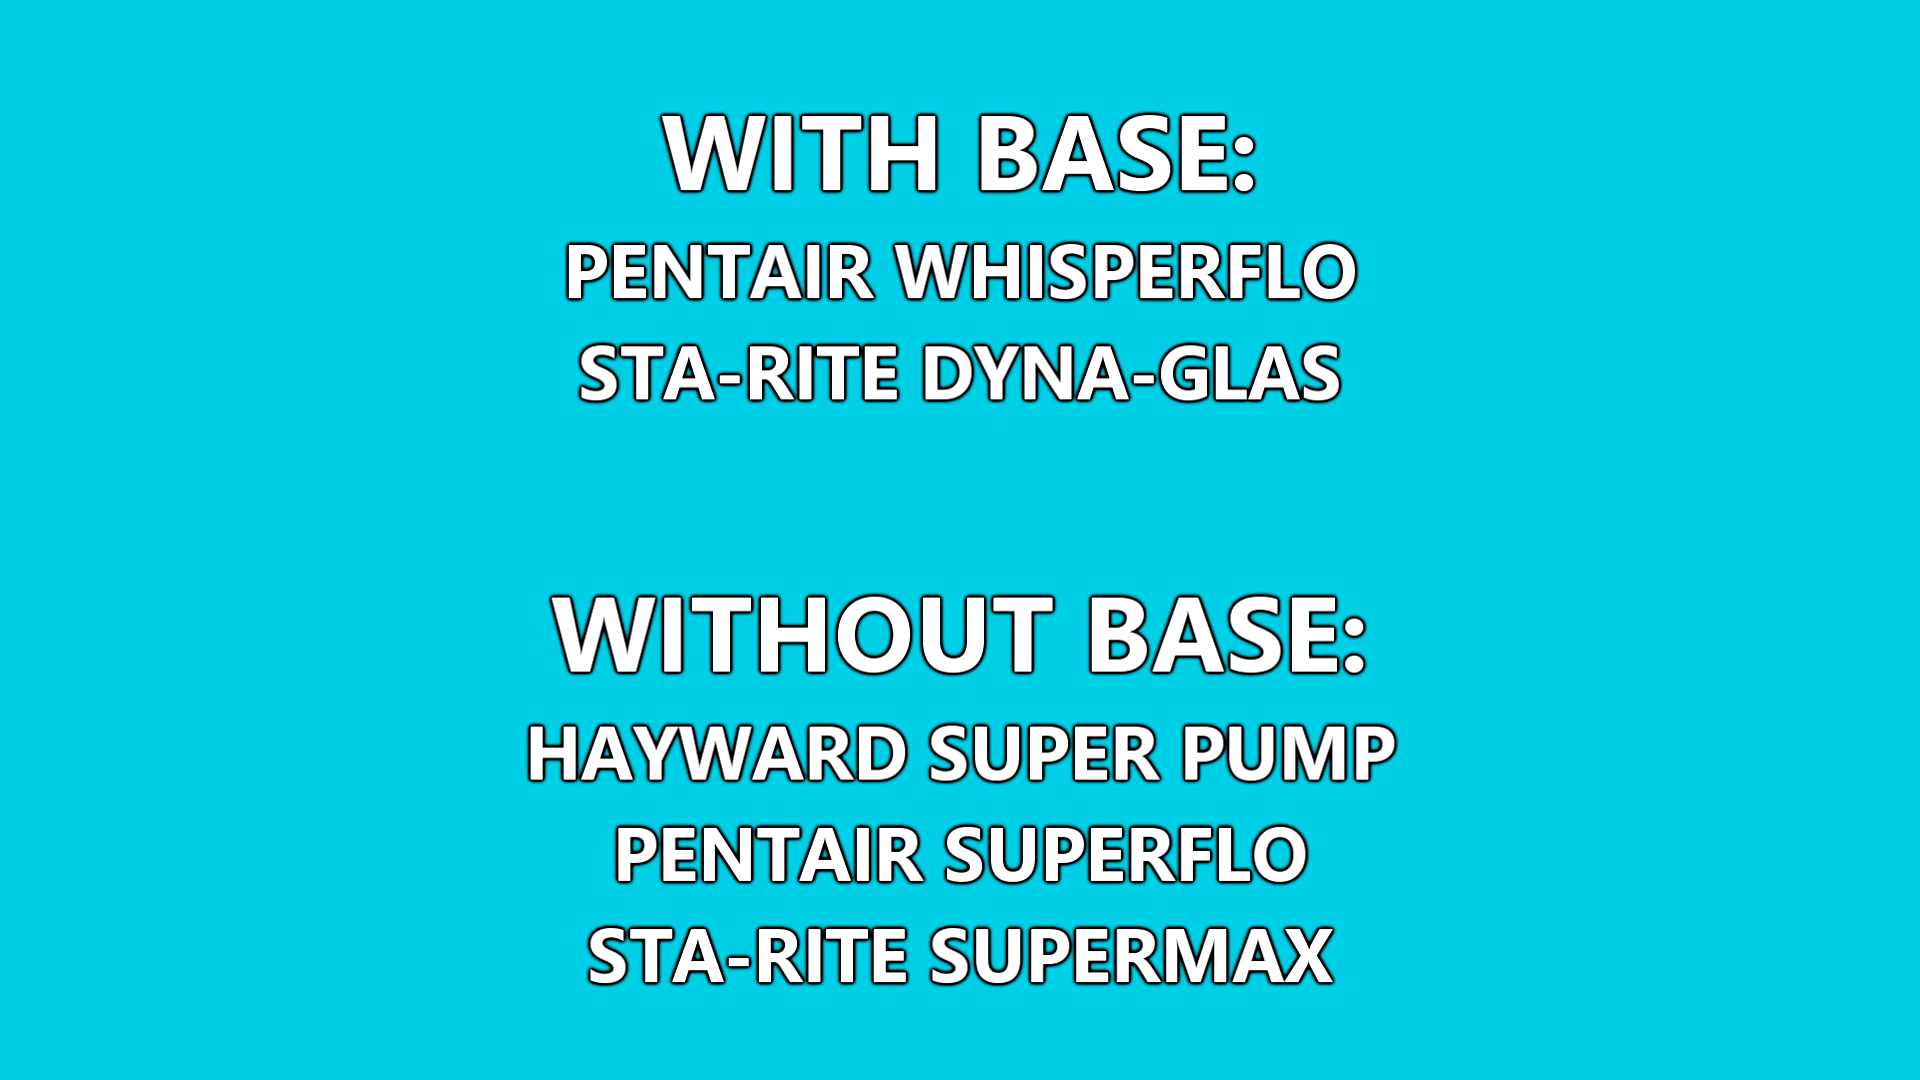 WITH BASE:
PENTAIR WHISPERFLO
STA-RITE DYNA-GLAS
WITHOUT BASE:
HAYWARD SUPER PUMP
PENTAIR SUPERFLO
STA-RITE SUPERMAX